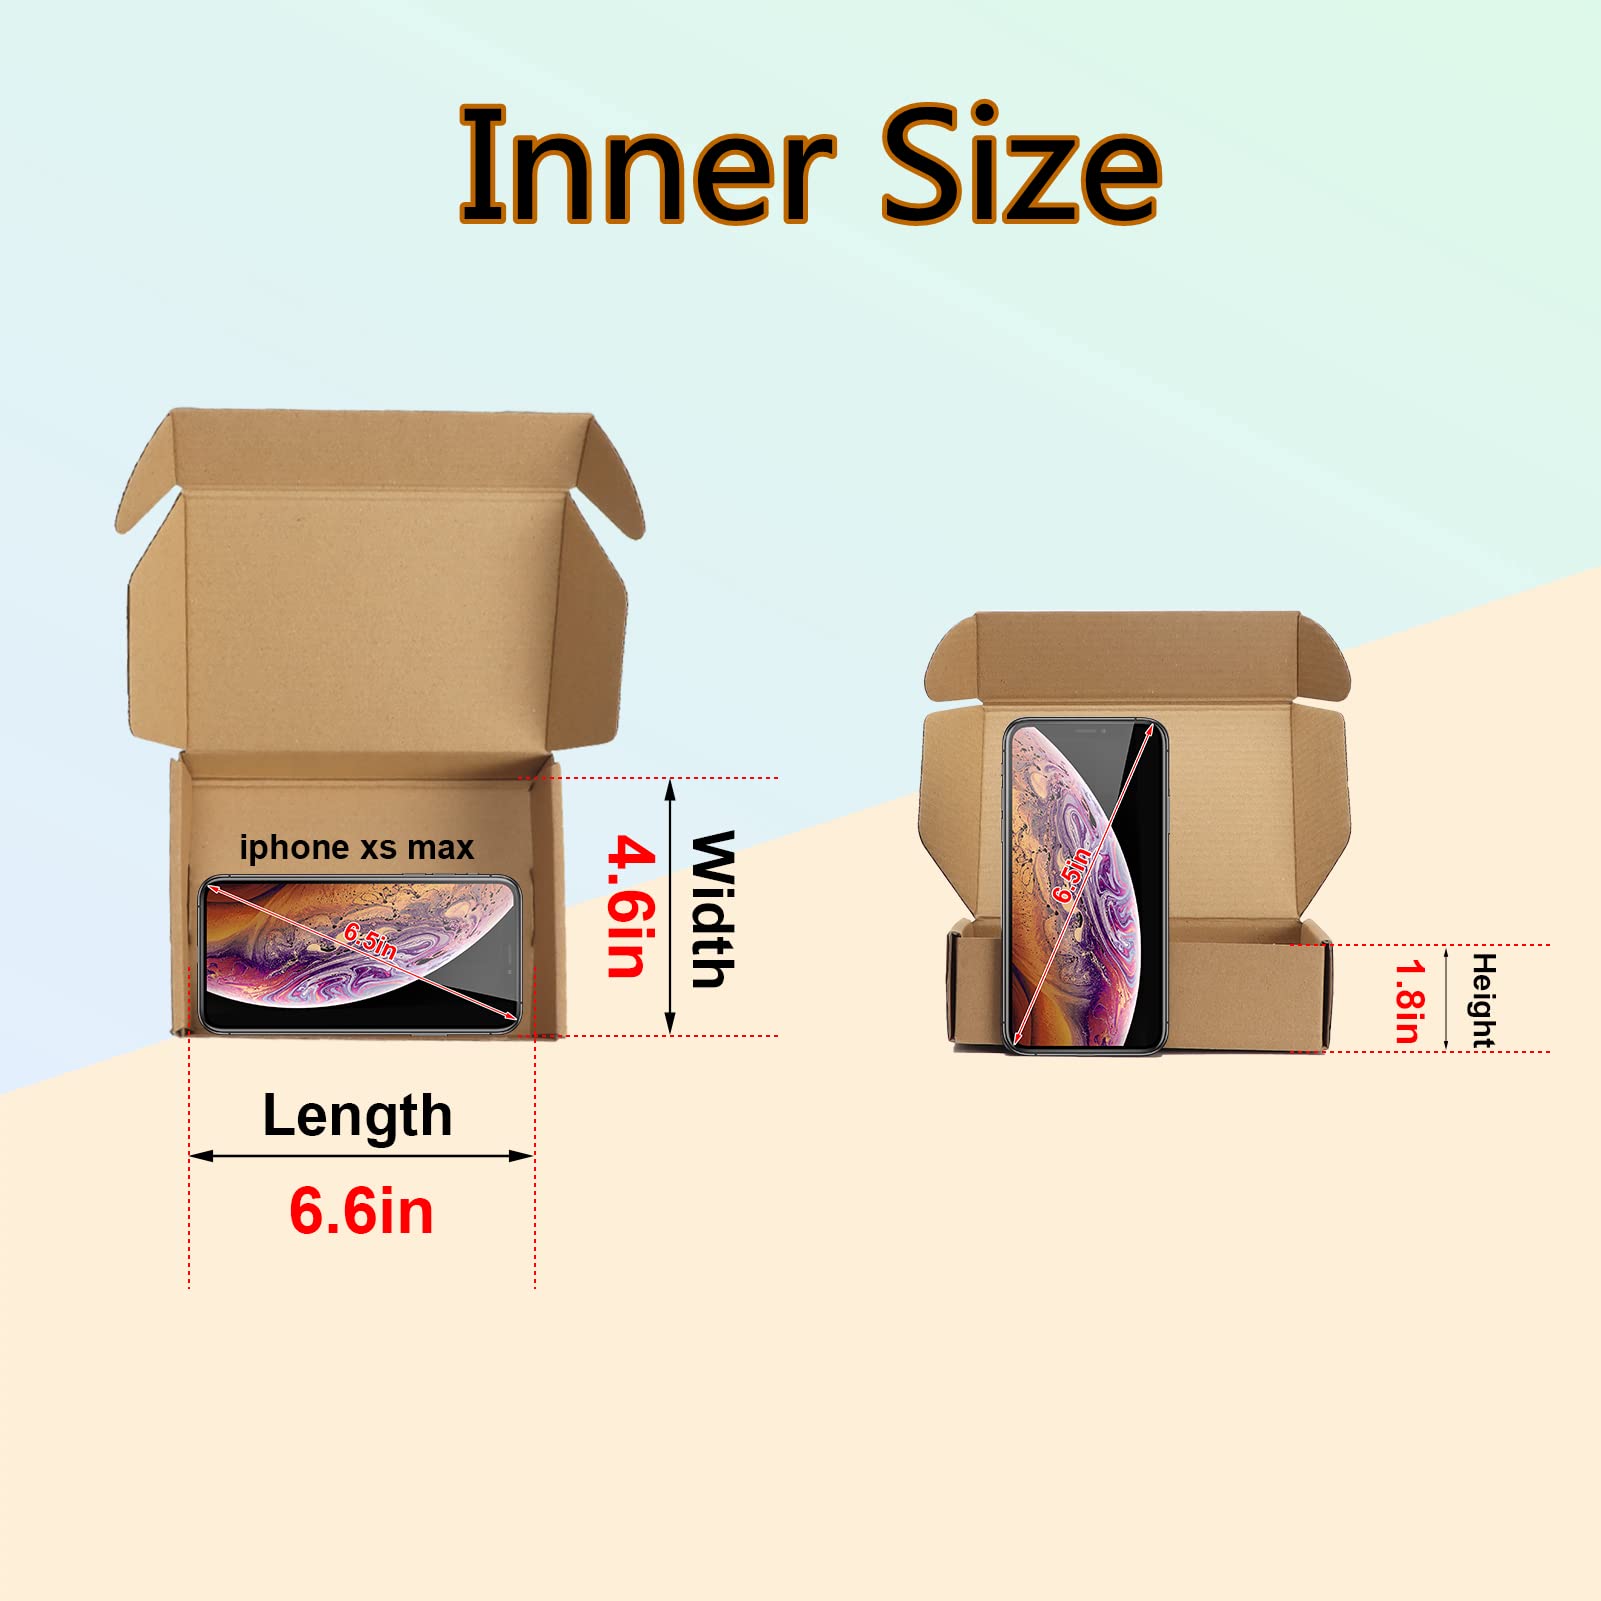 Inner Size
iphone xs max
6.5in
4.6in
Width
Length
6.6in
6.5in
1.8in
Height